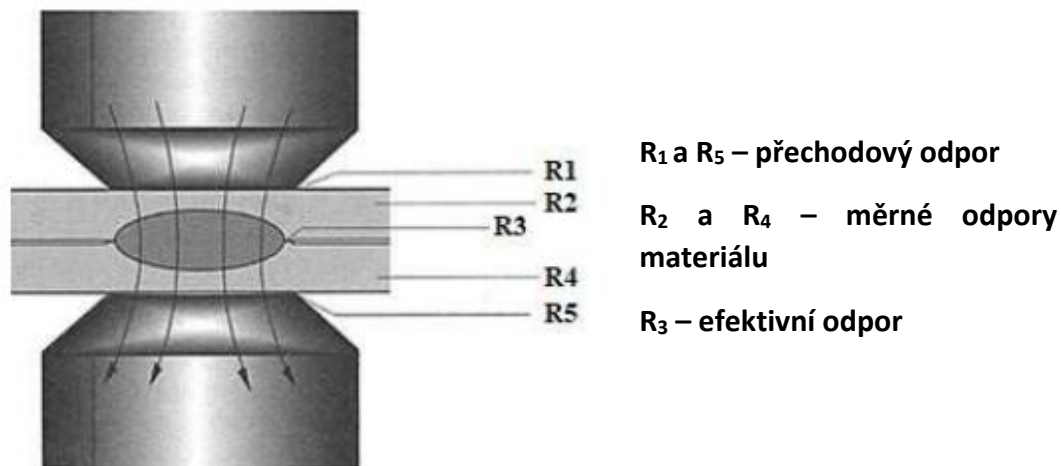 R1
R2
R3
R4
R5
R₁ a R₅ – přechodový odpor
R₂ a R₄ – měrné odpory
materiálu
R₃ – efektivní odpor